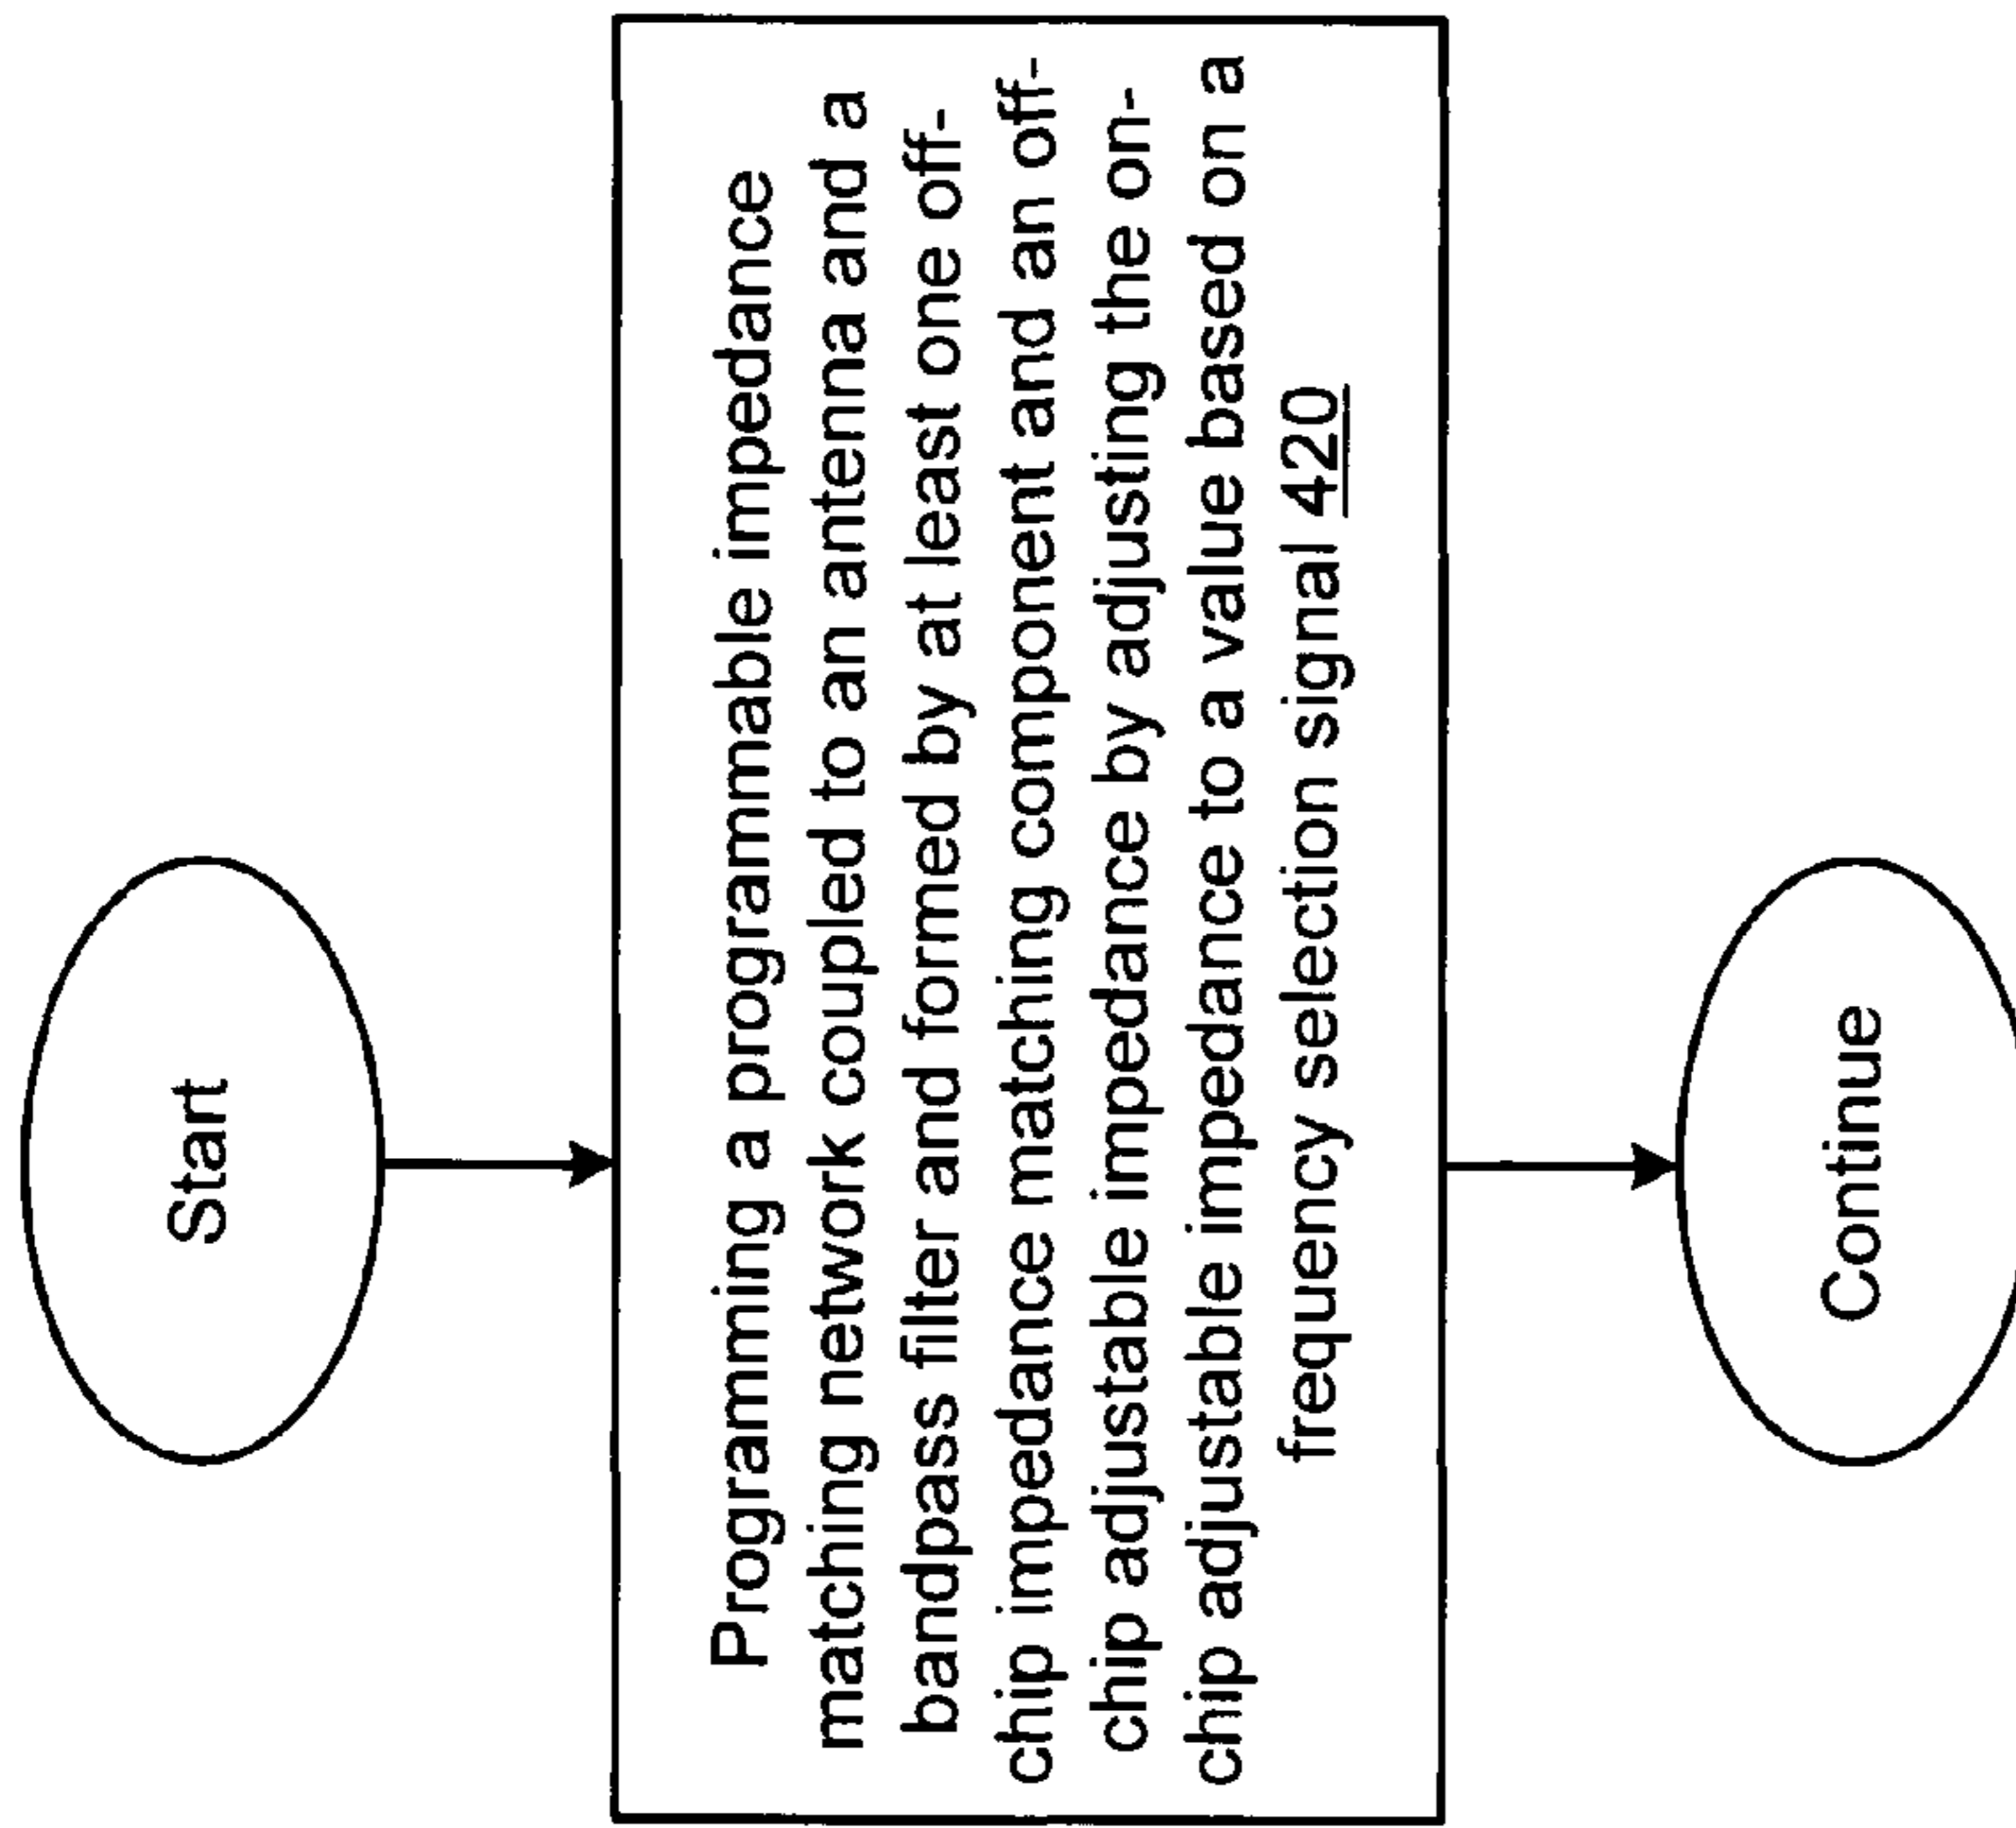 Start
Programming a programmable impedance
matching network coupled to an antenna and a
bandpass filter and formed by at least one off-
chip impedance matching component and an off-
chip adjustable impedance by adjusting the on-
chip adjustable impedance to a value based on a
frequency selection signal 420
Continue